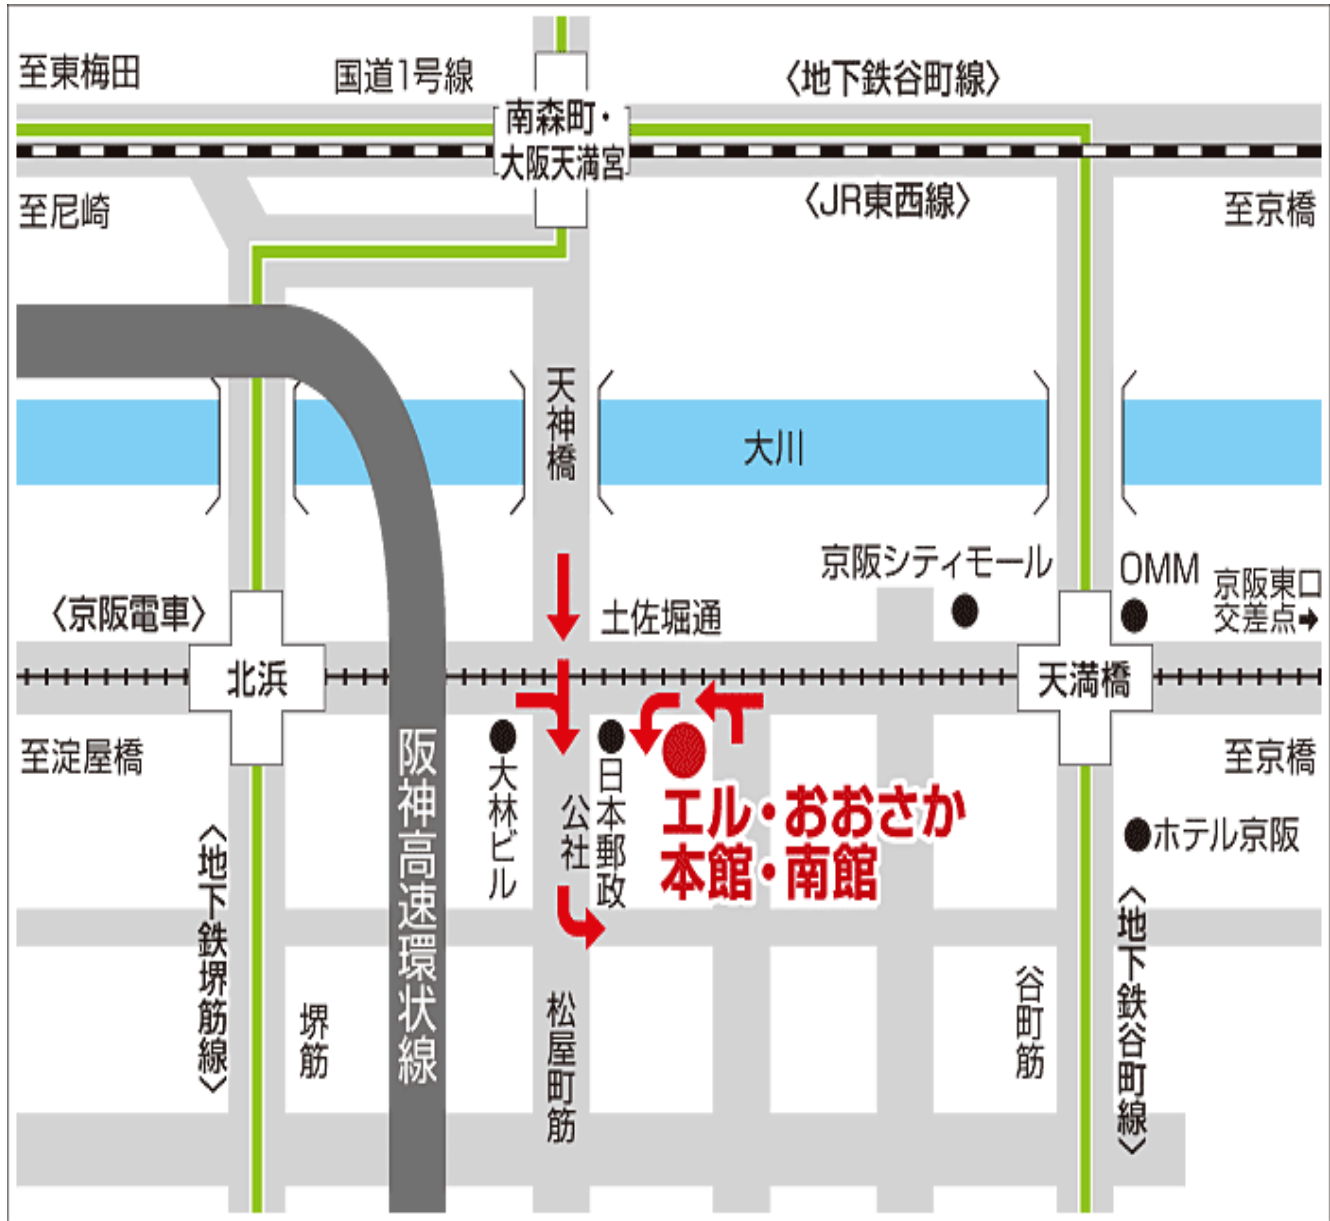 至東梅田
国道1号線
〈地下鉄谷町線〉
南森町・
大阪天満宮
至尼崎
〈JR東西線〉
至京橋
天神橋
大川
京阪シティモール
OMM
京阪東口
交差点➡
〈京阪電車〉
土佐堀通
北浜
天満橋
至淀屋橋
阪神高速環状線
大林ビル
日本郵政
公社
エル・おおさか
本館・南館
至京橋
ホテル京阪
〈地下鉄堺筋線〉
堺筋
松屋町筋
谷町筋
〈地下鉄谷町線〉